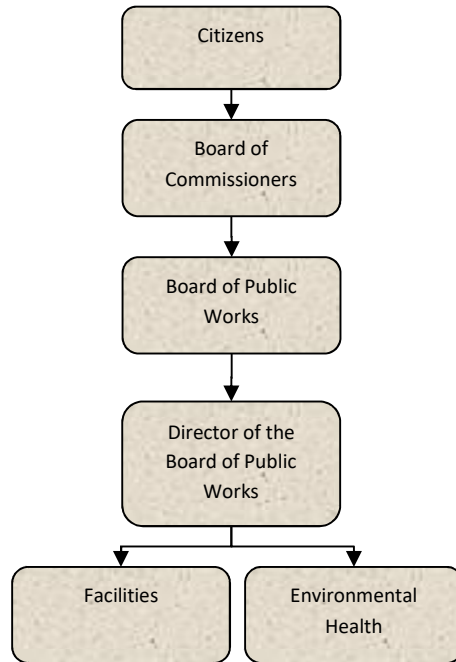 Citizens
Board of
Commissioners
Board of Public
Works
Director of the
Board of Public
Works
Facilities
Environmental
Health